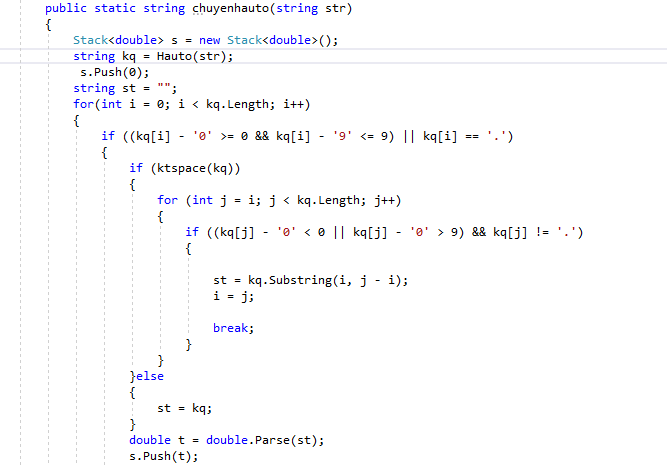 public static string chuyenhauto(string str)
{
Stack<double> s = new Stack<double>();
string kq = Hauto(str);
s.Push(0);
string st = "";
for(int i = 0; i < kq.Length; i++)
{
if ((kq[i] - '0' >= 0 && kq[i] - '9' <= 9) || kq[i] == '.')
{
if (ktspace(kq))
{
for (int j = i; j < kq.Length; j++)
{
if ((kq[j] - '0' < 0 || kq[j] - '0' > 9) && kq[j] != '.')
{
st = kq.Substring(i, j - i);
i = j;
break;
}
}
}else
{
st = kq;
}
double t = double.Parse(st);
s.Push(t);